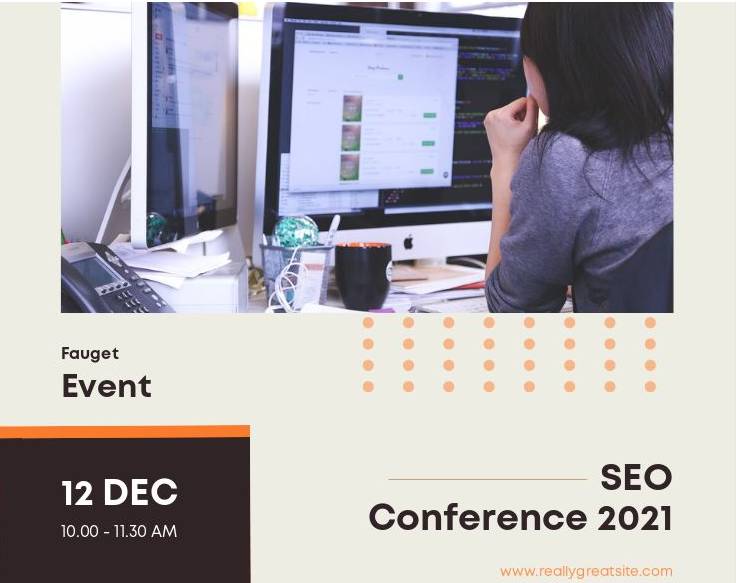 Fauget
Event
12 DEC
10.00 - 11.30 AM
SEO
Conference 2021
www.reallygreatsite.com